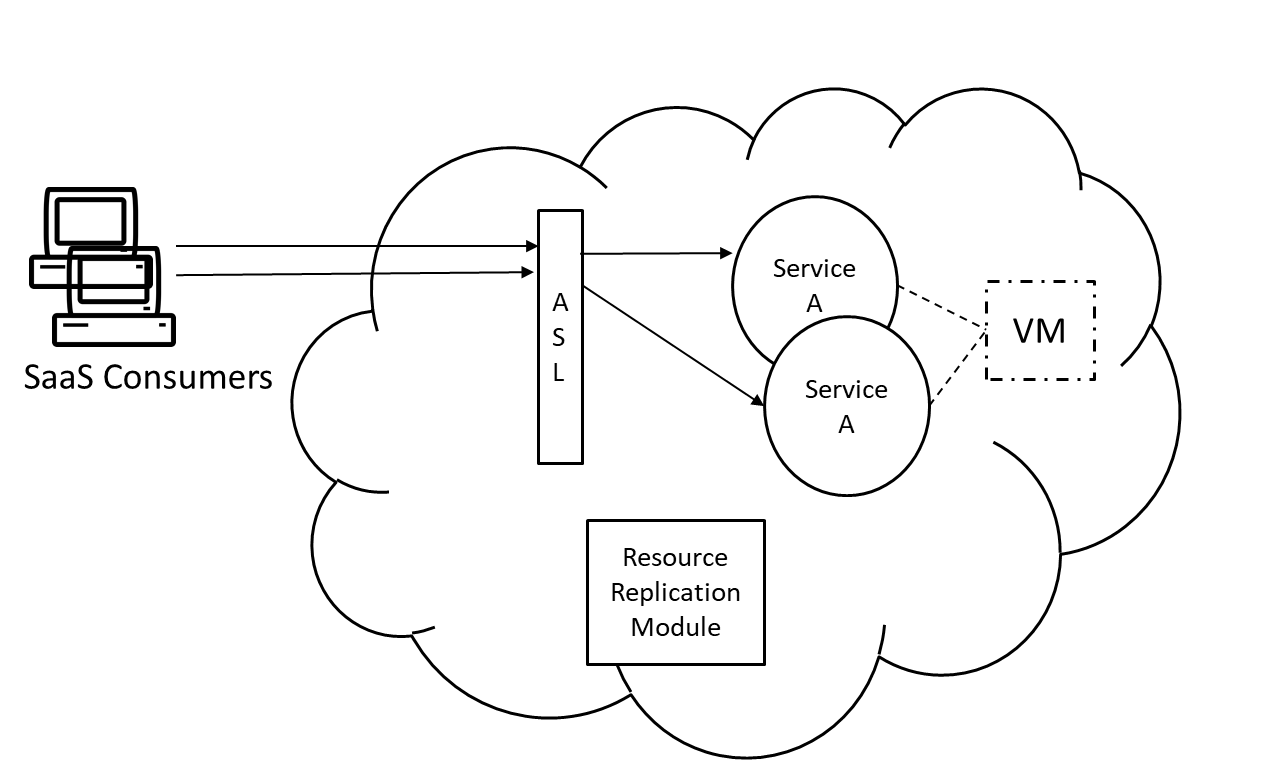 SaaS Consumers
A
S
L
Service
A
Service
A
VM
Resource
Replication
Module